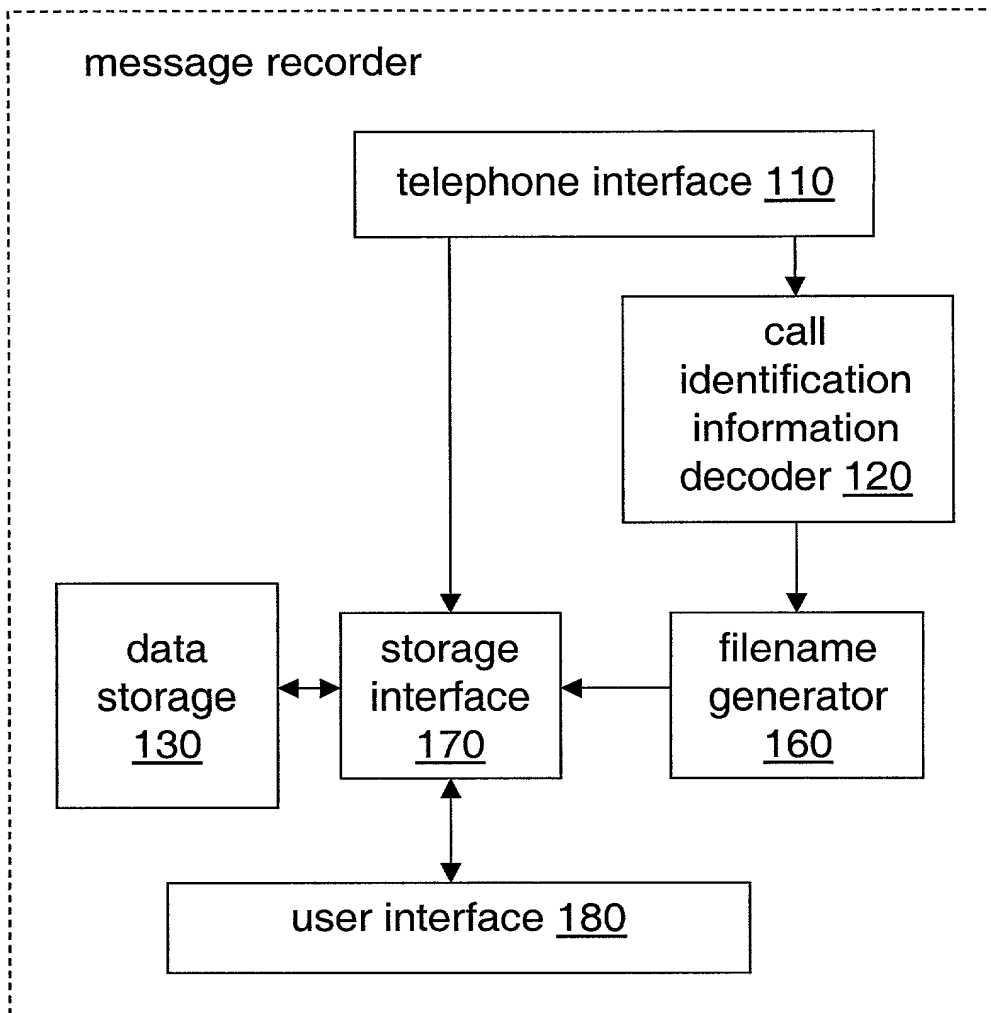 message recorder
telephone interface 110
call
identification
information
decoder 120
data
storage
130
storage
interface
170
filename
generator
160
user interface 180